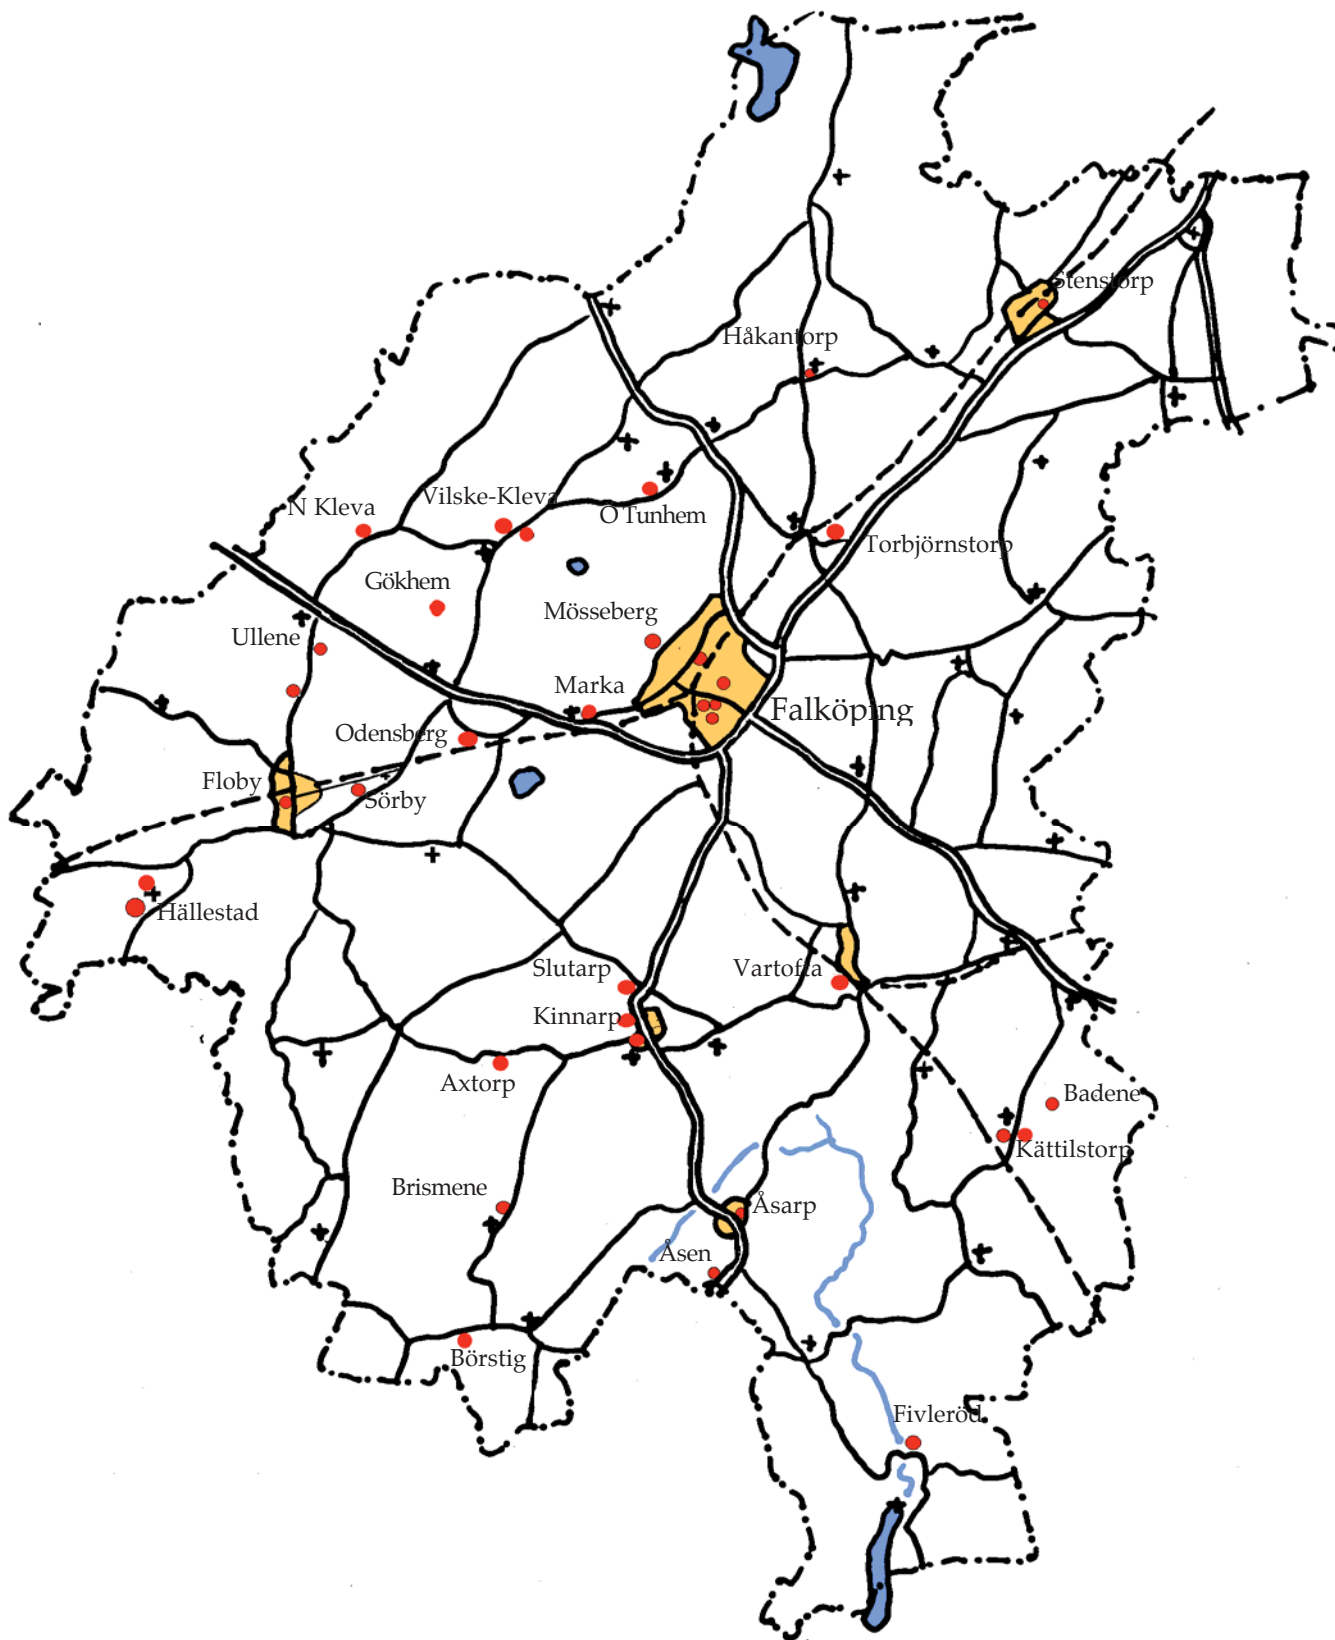 Stenstorp
Håkantorp
Vilske-Kleva
N Kleva
Ö Tunhem
Torbjörnstorp
Gökhem
Mösseberg
Ullene
Marka
Falköping
Odensberg
Floby
Sörby
Hällestad
Slutarp
Vartofta
Kinnarp
Axtorp
Badene
Kättilstorp
Brismene
Åsarp
Åsen
Börstig
Fivleröd